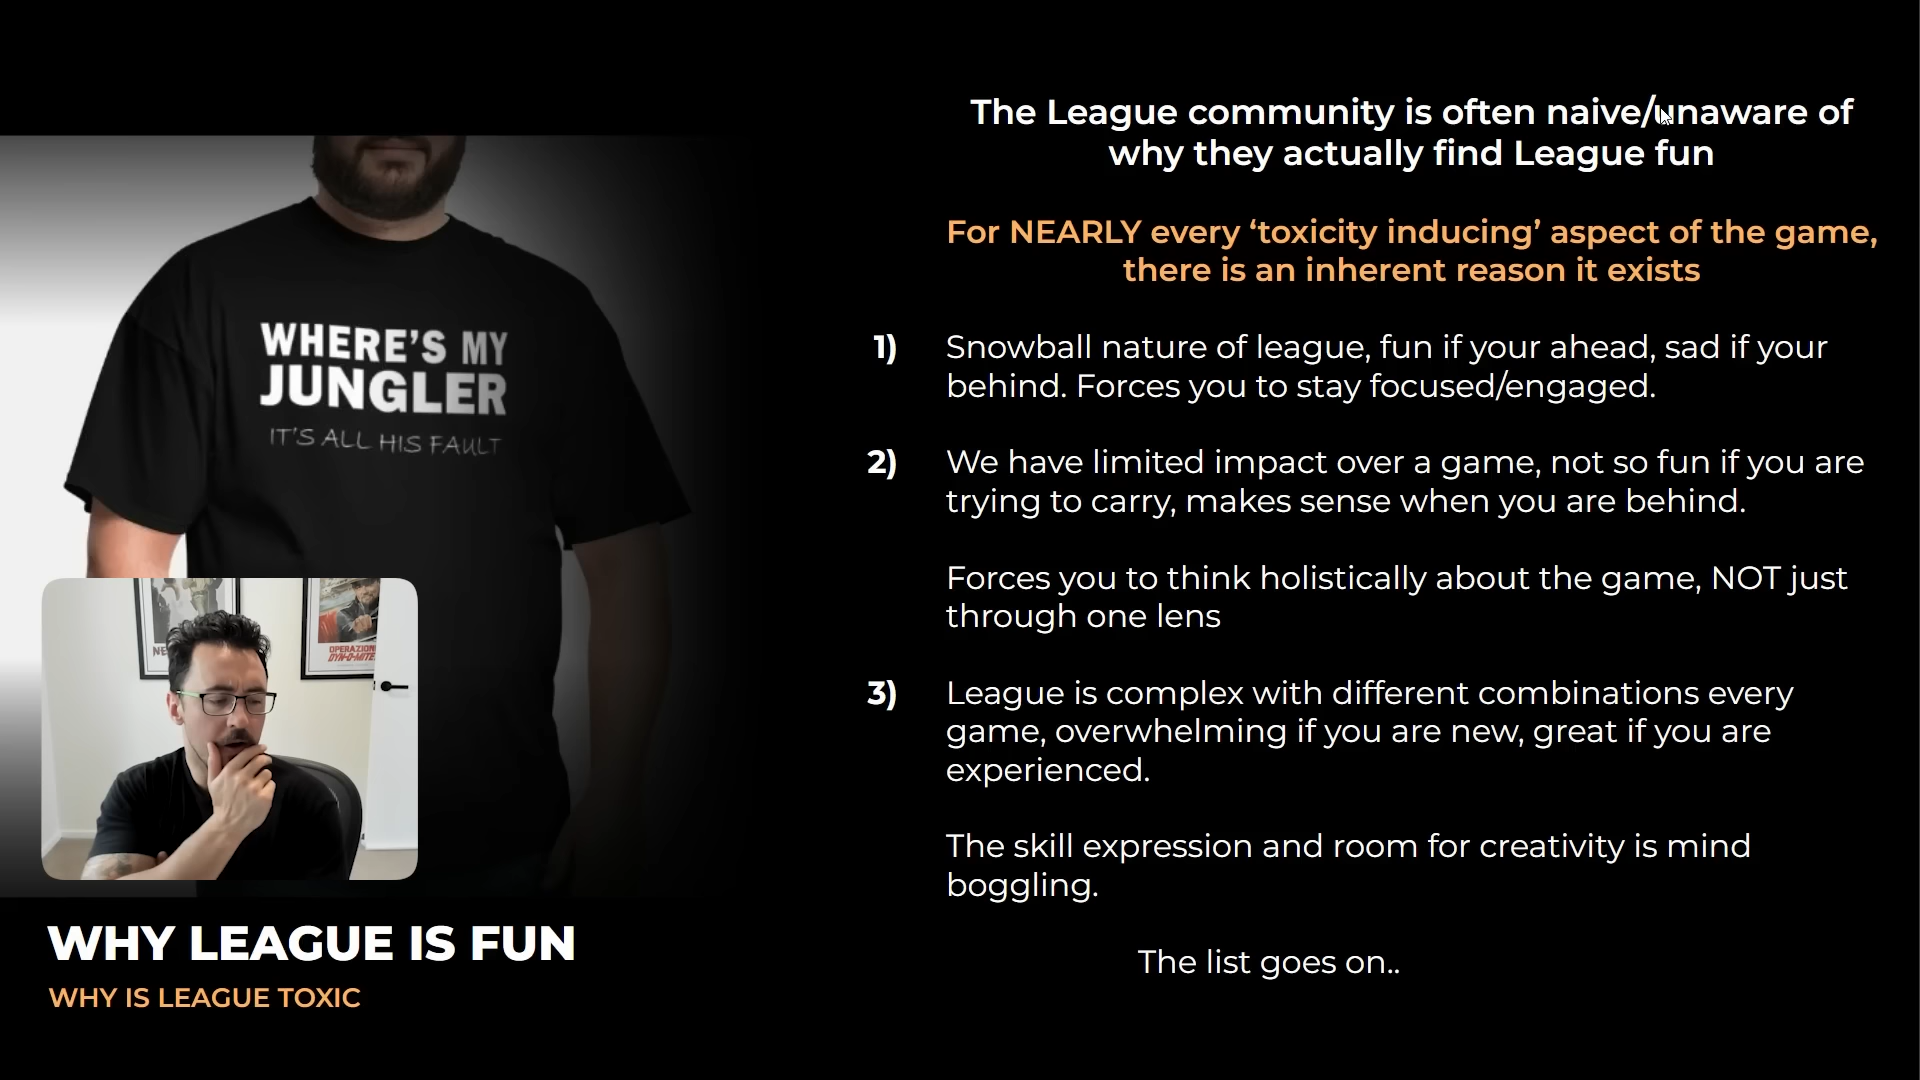 The League community is often naive/unaware of
why they actually find League fun
For NEARLY every ‘toxicity inducing’ aspect of the game,
there is an inherent reason it exists
1) Snowball nature of league, fun if your ahead, sad if your
behind. Forces you to stay focused/engaged.
2) We have limited impact over a game, not so fun if you are
trying to carry, makes sense when you are behind.
Forces you to think holistically about the game, NOT just
through one lens
3) League is complex with different combinations every
game, overwhelming if you are new, great if you are
experienced.
The skill expression and room for creativity is mind
boggling.
The list goes on..
WHERE’S MY
JUNGLER
IT’S ALL HIS FAULT
NE
OPERAZION
DYN-O-MITE
WHY LEAGUE IS FUN
WHY IS LEAGUE TOXIC